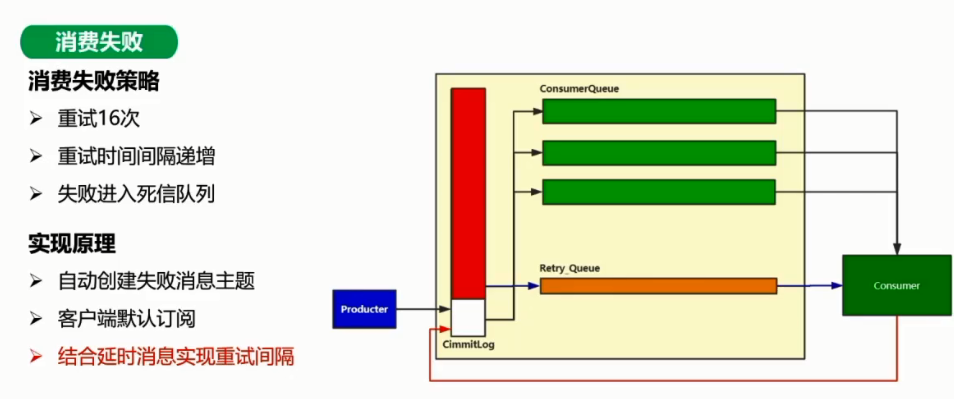 消费失败
消费失败策略
➢ 重试16次
➢ 重试时间间隔递增
➢ 失败进入死信队列
实现原理
➢ 自动创建失败消息主题
➢ 客户端默认订阅
➢ 结合延时消息实现重试间隔
ConsumerQueue
Retry_Queue
Producter
Consumer
CimmitLog